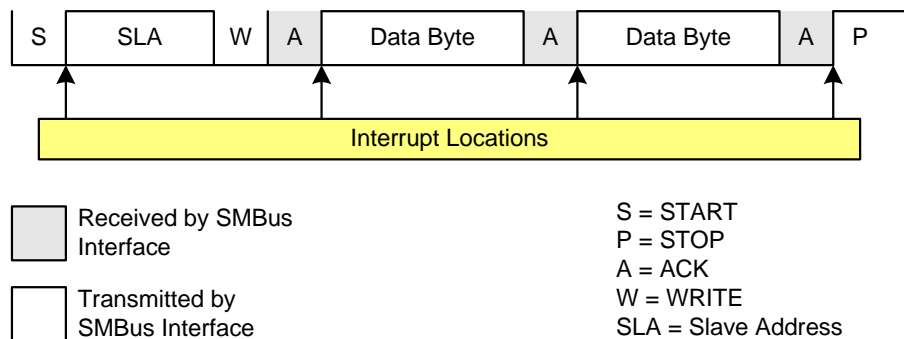 S SLA W A Data Byte A Data Byte A P
Interrupt Locations
Received by SMBus
Interface
Transmitted by
SMBus Interface
S = START
P = STOP
A = ACK
W = WRITE
SLA = Slave Address